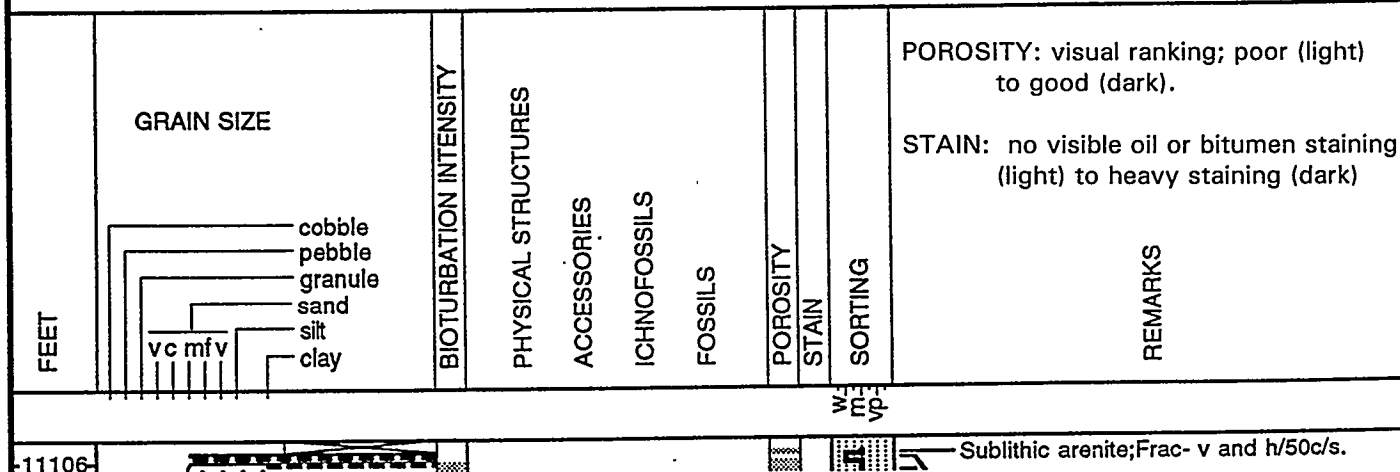 POROSITY: visual ranking; poor (light)
to good (dark).
STAIN: no visible oil or bitumen staining
(light) to heavy staining (dark)
FEET
GRAIN SIZE
cobble
pebble
granule
sand
silt
clay
v c m f v
BIOTURBATION INTENSITY
PHYSICAL STRUCTURES
ACCESSORIES
ICHNOFOSSILS
FOSSILS
POROSITY
STAIN
SORTING
REMARKS
w
m
vp
11106
Sublithic arenite;Frac- v and h/50c/s.